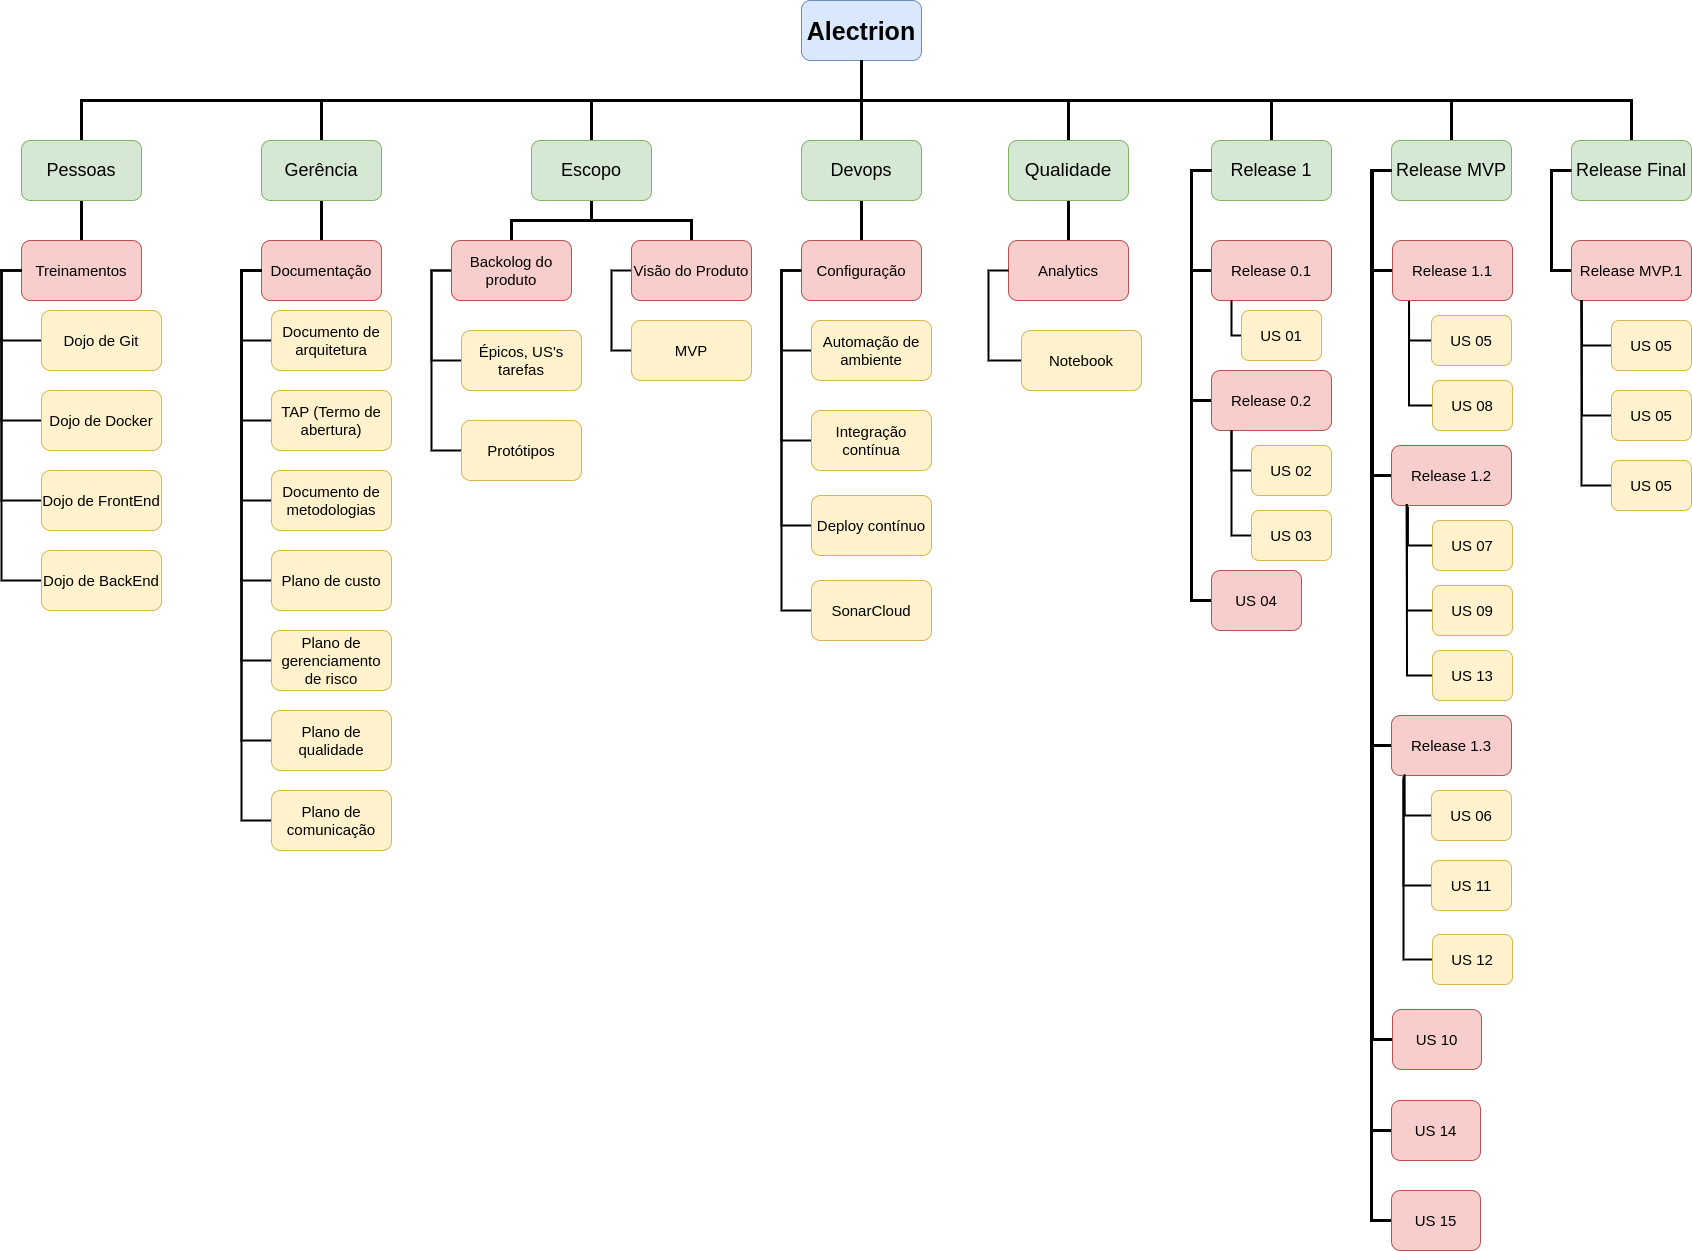 Alectrion
Pessoas
Gerência
Escopo
Devops
Qualidade
Release 1
Release MVP
Release Final
Treinamentos
Dojo de Git
Dojo de Docker
Dojo de FrontEnd
Dojo de BackEnd
Documentação
Documento de
arquitetura
TAP (Termo de
abertura)
Documento de
metodologias
Plano de custo
Plano de
gerenciamento
de risco
Plano de
qualidade
Plano de
comunicação
Backolog do
produto
Épicos, US's
tarefas
Protótipos
Visão do Produto
MVP
Configuração
Automação de
ambiente
Integração
contínua
Deploy contínuo
SonarCloud
Analytics
Notebook
Release 0.1
US 01
Release 0.2
US 02
US 03
US 04
Release 1.1
US 05
US 08
Release 1.2
US 07
US 09
US 13
Release 1.3
US 06
US 11
US 12
US 10
US 14
US 15
Release MVP.1
US 05
US 05
US 05